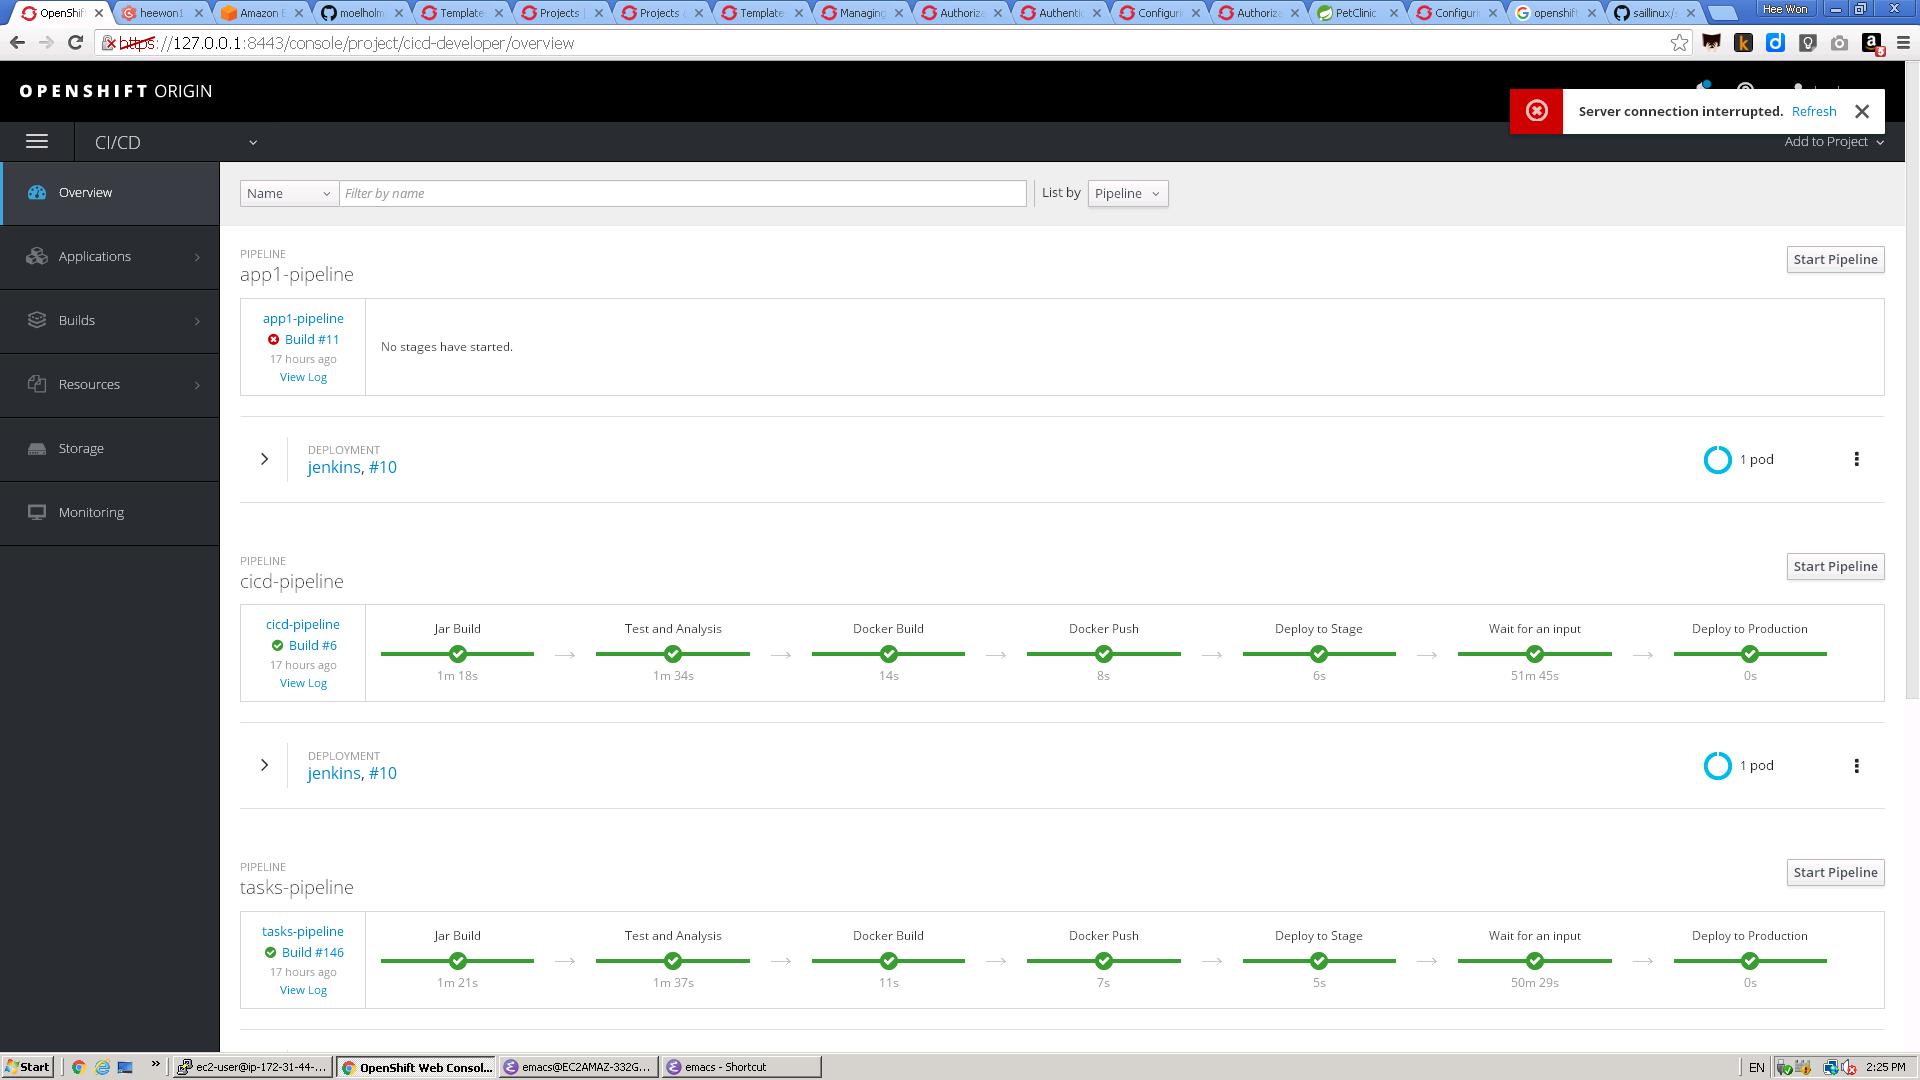 OpenShift
heewon1
Amazon E
moelholm
Template
Projects |
Projects a
Template
Managing
Authoriza
Authentic
Configuri
Authoriza
PetClinic
Configuri
openshift
saillinux/s
Hee Won
https://127.0.0.1:8443/console/project/cicd-developer/overview
OPENSHIFT ORIGIN
Server connection interrupted. Refresh
CI/CD
Add to Project
Overview
Applications
Builds
Resources
Storage
Monitoring
Name
Filter by name
List by
Pipeline
PIPELINE
app1-pipeline
Start Pipeline
app1-pipeline
Build #11
17 hours ago
View Log
No stages have started.
DEPLOYMENT
jenkins, #10
1 pod
PIPELINE
cicd-pipeline
Start Pipeline
cicd-pipeline
Build #6
17 hours ago
View Log
Jar Build
1m 18s
Test and Analysis
1m 34s
Docker Build
14s
Docker Push
8s
Deploy to Stage
6s
Wait for an input
51m 45s
Deploy to Production
0s
DEPLOYMENT
jenkins, #10
1 pod
PIPELINE
tasks-pipeline
Start Pipeline
tasks-pipeline
Build #146
17 hours ago
View Log
Jar Build
1m 21s
Test and Analysis
1m 37s
Docker Build
11s
Docker Push
7s
Deploy to Stage
5s
Wait for an input
50m 29s
Deploy to Production
0s
Start
ec2-user@ip-172-31-44-...
OpenShift Web Consol...
emacs@EC2AMAZ-332G...
emacs - Shortcut
EN
2:25 PM